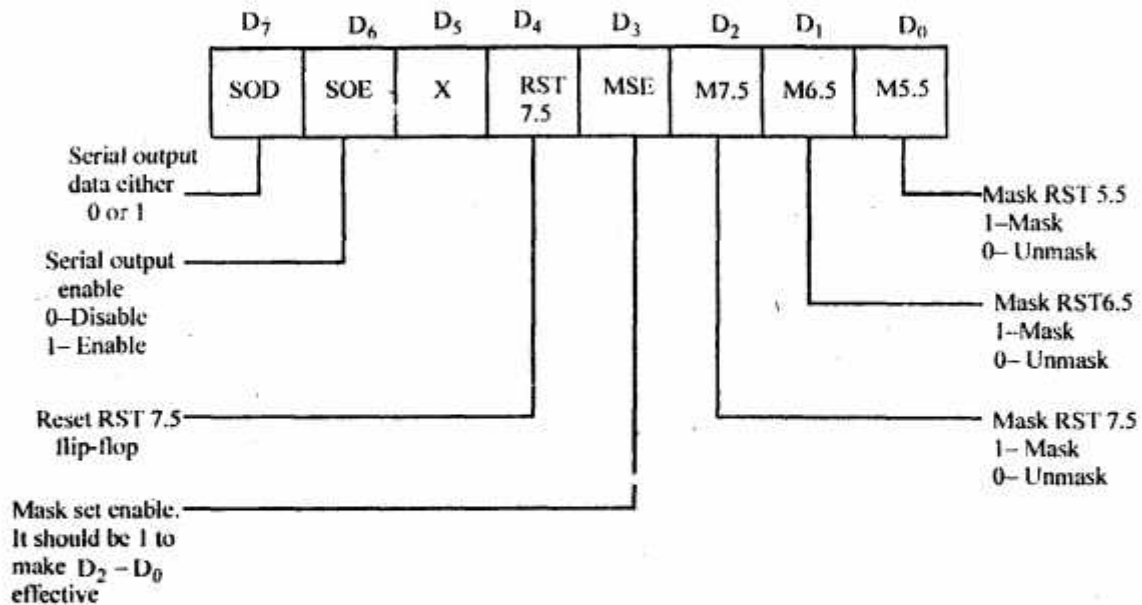 D7 D6 D5 D4 D3 D2 D1 D0
SOD SOE X RST 7.5 MSE M7.5 M6.5 M5.5
Serial output
data either
0 or 1
Serial output
enable
0–Disable
1– Enable
Reset RST 7.5
flip-flop
Mask set enable.
It should be 1 to
make D2 – D0
effective
Mask RST 5.5
1–Mask
0– Unmask
Mask RST6.5
1–Mask
0– Unmask
Mask RST 7.5
1– Mask
0– Unmask